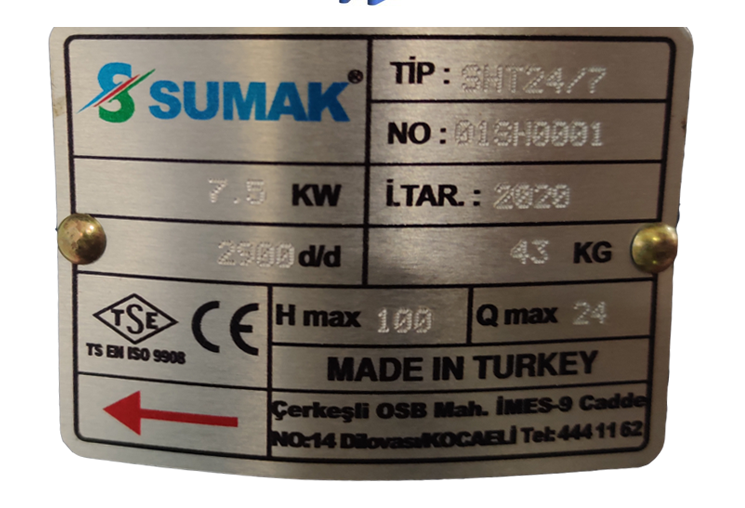 SUMAK®
TİP : SHT24/7
NO : 01SH0001
7.5 KW
İ.TAR. : 2020
2900 d/d
43 KG
TSE
CE
TS EN ISO 9908
H max 100
Q max 24
MADE IN TURKEY
Çerkeşli OSB Mah. İMES-9 Cadde
NO:14 Dilovası/KOCAELİ Tel: 444 11 62